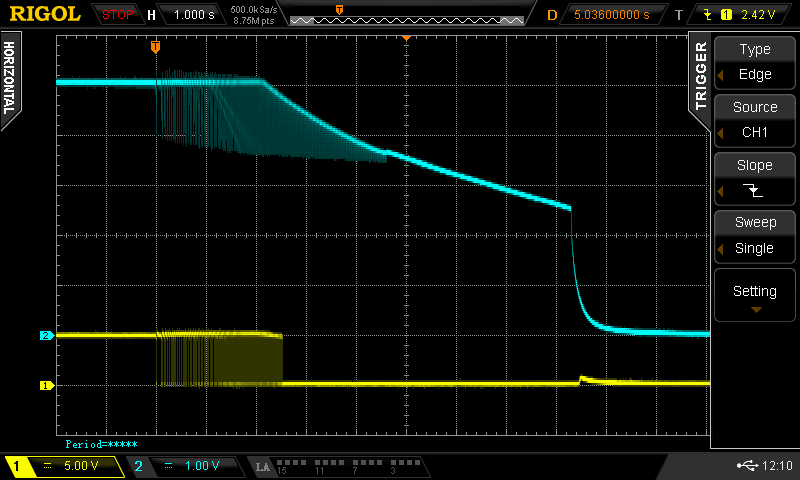 RIGOL STOP H 1.000 s 500.0kSa/s 8.75M pts T D 5.03600000 s T 1 2.42 V
HORIZONTAL
T
TRIGGER
Type
Edge
Source
CH1
Slope
Sweep
Single
Setting
2
1
Period=*****
1 5.00 V 2 1.00 V LA 15 11 7 3 12:10